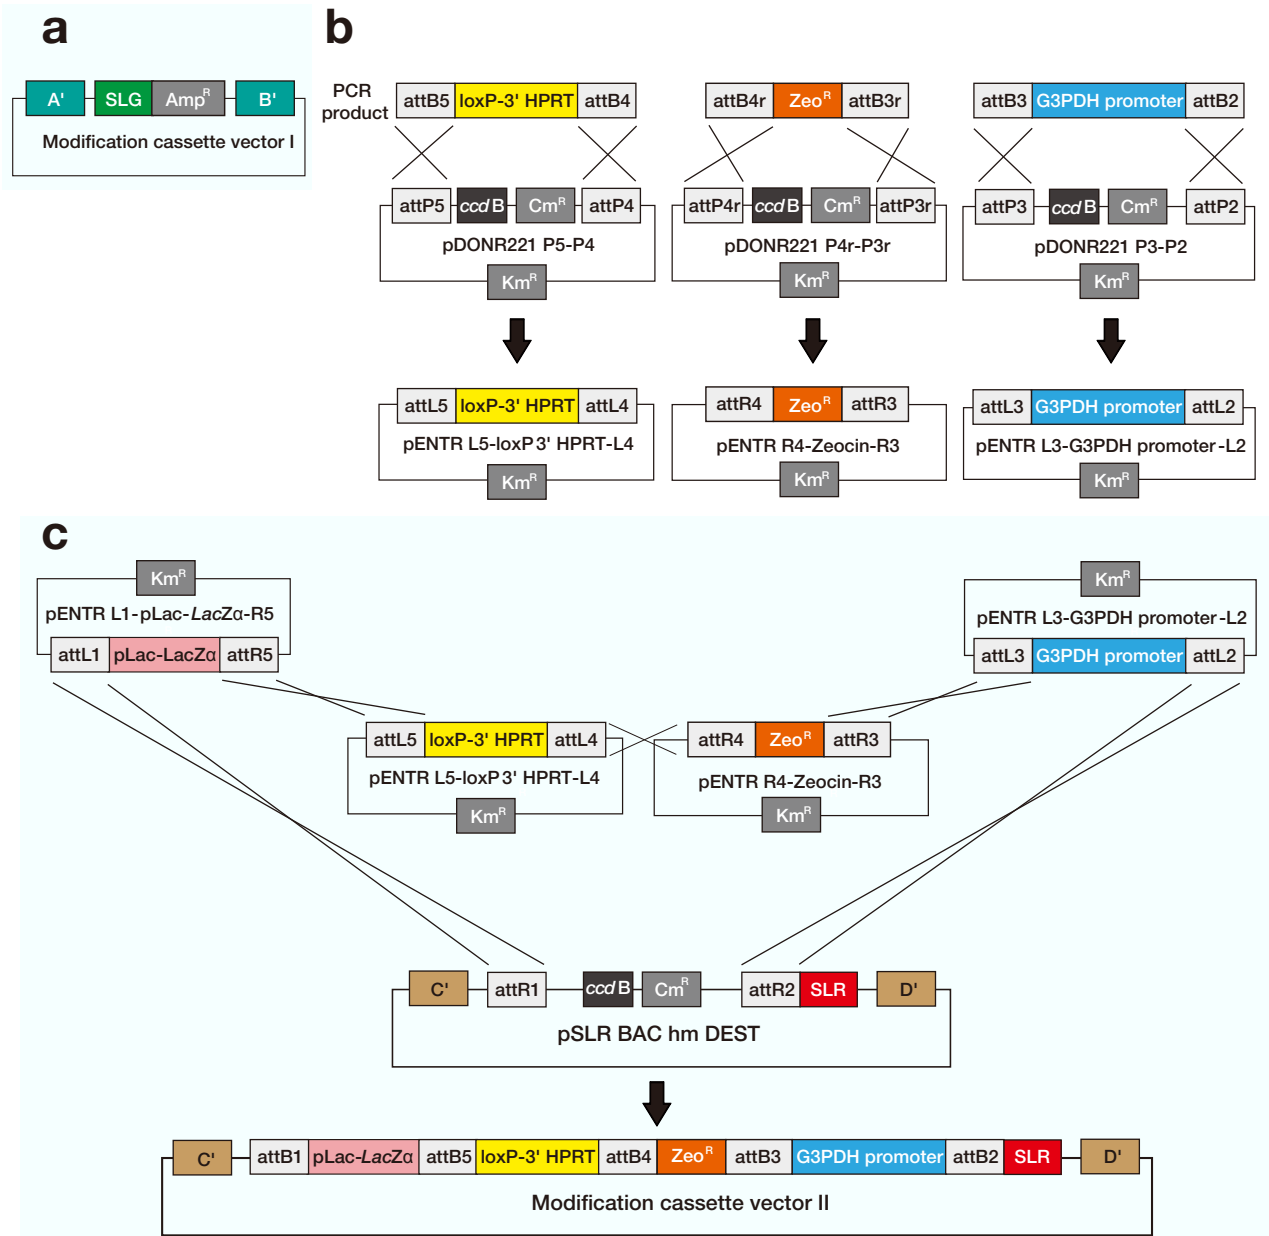 a
A' SLG Amp^R B'
Modification cassette vector I
b
PCR product
attB5 loxP-3' HPRT attB4
attB4r Zeo^R attB3r
attB3 G3PDH promoter attB2
attP5 ccdB Cm^R attP4
pDONR221 P5-P4
Km^R
attP4r ccdB Cm^R attP3r
pDONR221 P4r-P3r
Km^R
attP3 ccdB Cm^R attP2
pDONR221 P3-P2
Km^R
attL5 loxP-3' HPRT attL4
pENTR L5-loxP3' HPRT-L4
Km^R
attR4 Zeo^R attR3
pENTR R4-Zeocin-R3
Km^R
attL3 G3PDH promoter attL2
pENTR L3-G3PDH promoter-L2
Km^R
c
Km^R
pENTR L1-pLac-LacZα-R5
attL1 pLac-LacZα attR5
Km^R
pENTR L3-G3PDH promoter-L2
attL3 G3PDH promoter attL2
attL5 loxP-3' HPRT attL4
pENTR L5-loxP3' HPRT-L4
Km^R
attR4 Zeo^R attR3
pENTR R4-Zeocin-R3
Km^R
C' attR1 ccdB Cm^R attR2 SLR D'
pSLR BAC hm DEST
C' attB1 pLac-LacZα attB5 loxP-3' HPRT attB4 Zeo^R attB3 G3PDH promoter attB2 SLR D'
Modification cassette vector II